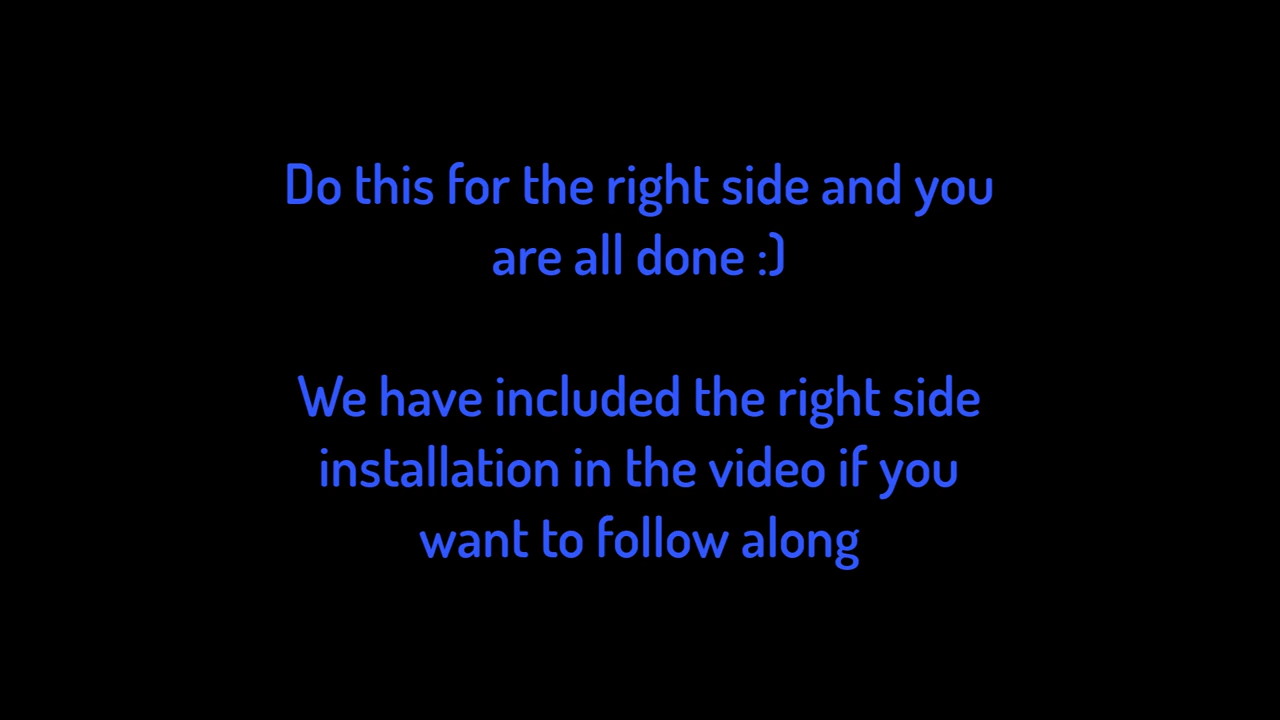 Do this for the right side and you
are all done :)
We have included the right side
installation in the video if you
want to follow along